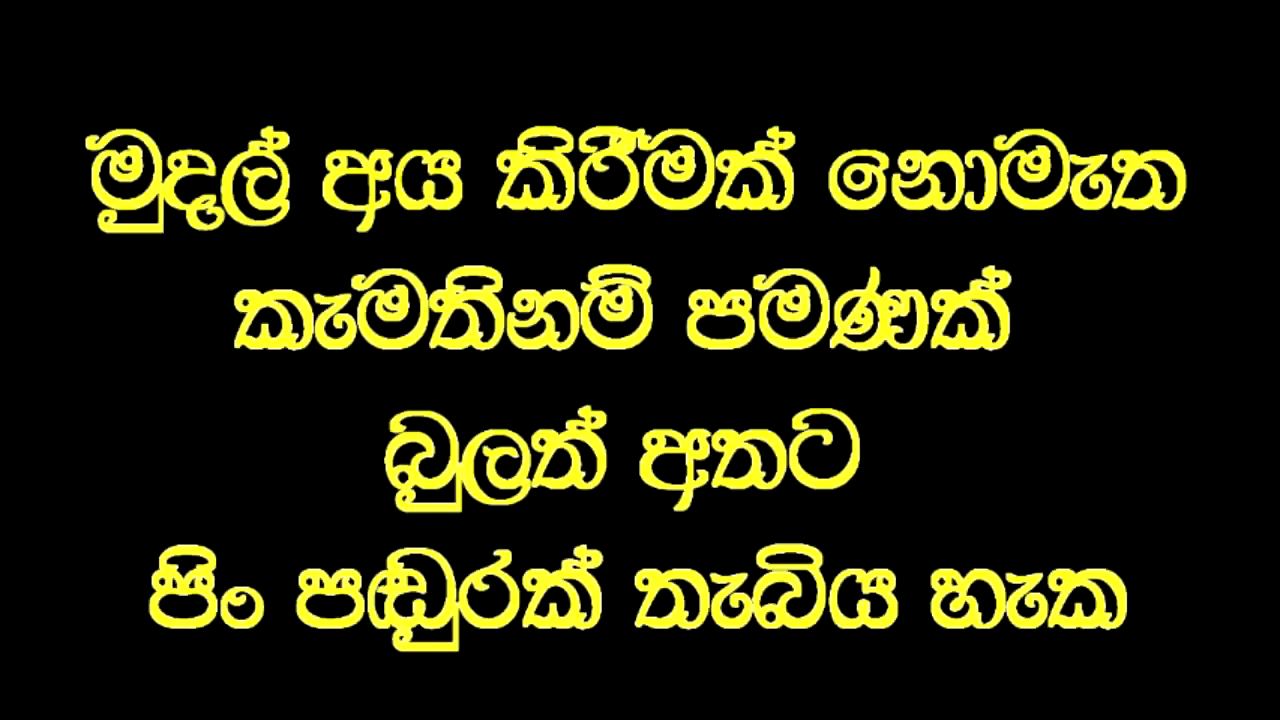 මුදල් අය කිරීමක් නොමැත
කැමතිනම් පමණක්
බුලත් අතට
පිං පඬුරක් තැබිය හැක